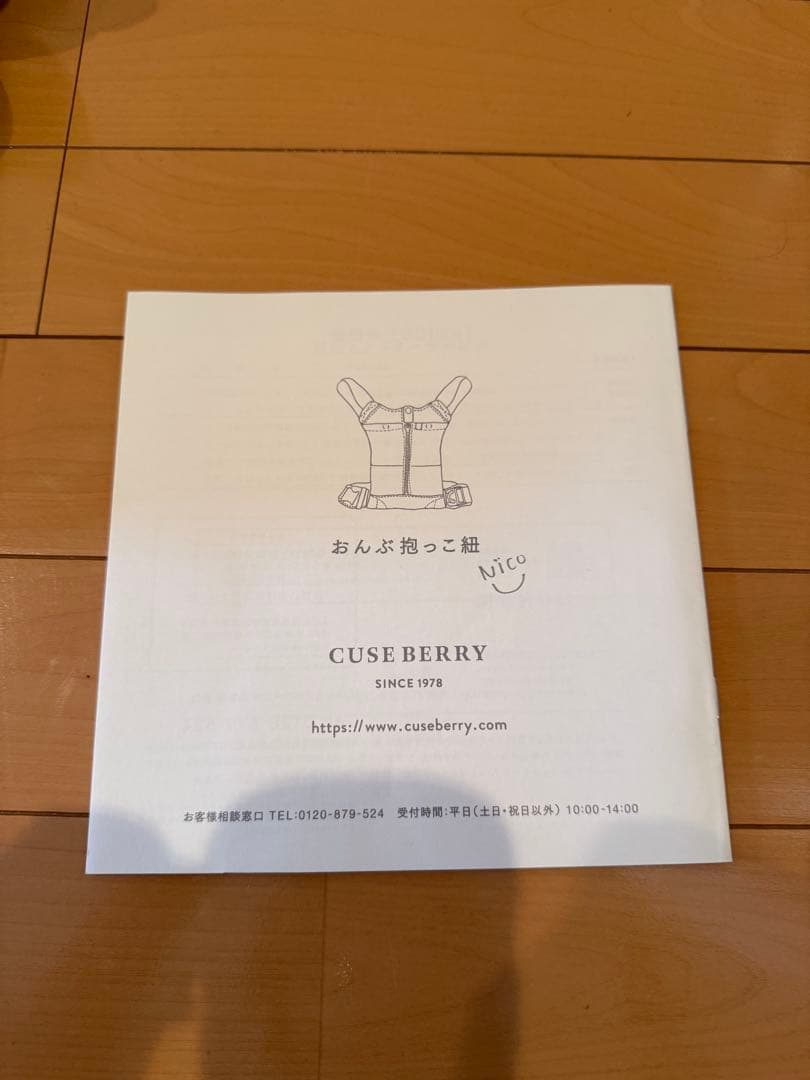 おんぶ抱っこ紐
Nico
CUSE BERRY
SINCE 1978
https://www.cuseberry.com
お客様相談窓口 TEL:0120-879-524 受付時間:平日(土日・祝日以外) 10:00-14:00